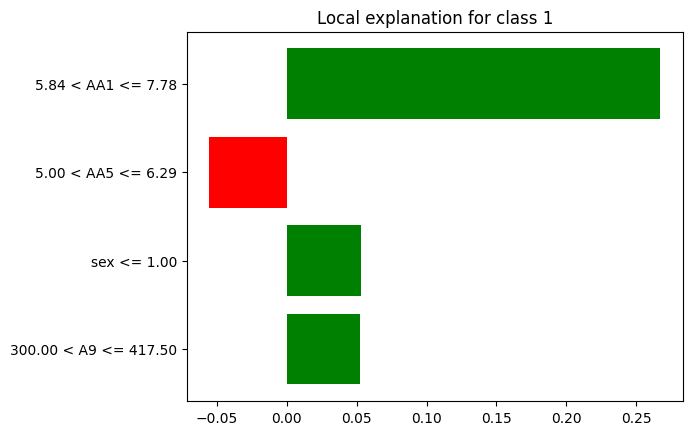 Local explanation for class 1
5.84 < AA1 <= 7.78
5.00 < AA5 <= 6.29
sex <= 1.00
300.00 < A9 <= 417.50
−0.05 0.00 0.05 0.10 0.15 0.20 0.25